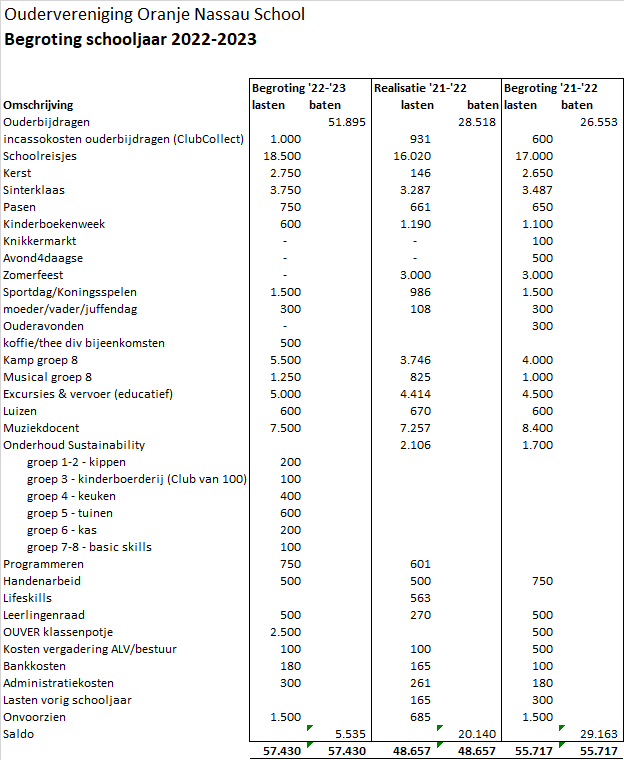 Oudervereniging Oranje Nassau School
Begroting schooljaar 2022-2023
Begroting '22-'23 Realisatie '21-'22 Begroting '21-'22
Omschrijving lasten baten lasten baten lasten baten
Ouderbijdragen 51.895 28.518 26.553
incassokosten ouderbijdragen (ClubCollect) 1.000 931 600
Schoolreisjes 18.500 16.020 17.000
Kerst 2.750 146 2.650
Sinterklaas 3.750 3.287 3.487
Pasen 750 661 650
Kinderboekenweek 600 1.190 1.100
Knikkermarkt - - 100
Avond4daagse - - 500
Zomerfeest - 3.000 3.000
Sportdag/Koningsspelen 1.500 986 1.500
moeder/vader/juffendag 300 108 300
Ouderavonden - 300
koffie/thee div bijeenkomsten 500
Kamp groep 8 5.500 3.746 4.000
Musical groep 8 1.250 825 1.000
Excursies & vervoer (educatief) 5.000 4.414 4.500
Luizen 600 670 600
Muziekdocent 7.500 7.257 8.400
Onderhoud Sustainability 2.106 1.700
groep 1-2 - kippen 200
groep 3 - kinderboerderij (Club van 100) 100
groep 4 - keuken 400
groep 5 - tuinen 600
groep 6 - kas 200
groep 7-8 - basic skills 100
Programmeren 750 601
Handenarbeid 500 500 750
Lifeskills 563
Leerlingenraad 500 270 500
OUVER klassenpotje 2.500 500
Kosten vergadering ALV/bestuur 100 100 500
Bankkosten 180 165 100
Administratiekosten 300 261 180
Lasten vorig schooljaar 165 300
Onvoorzien 1.500 685 1.500
Saldo 5.535 20.140 29.163
57.430 57.430 48.657 48.657 55.717 55.717